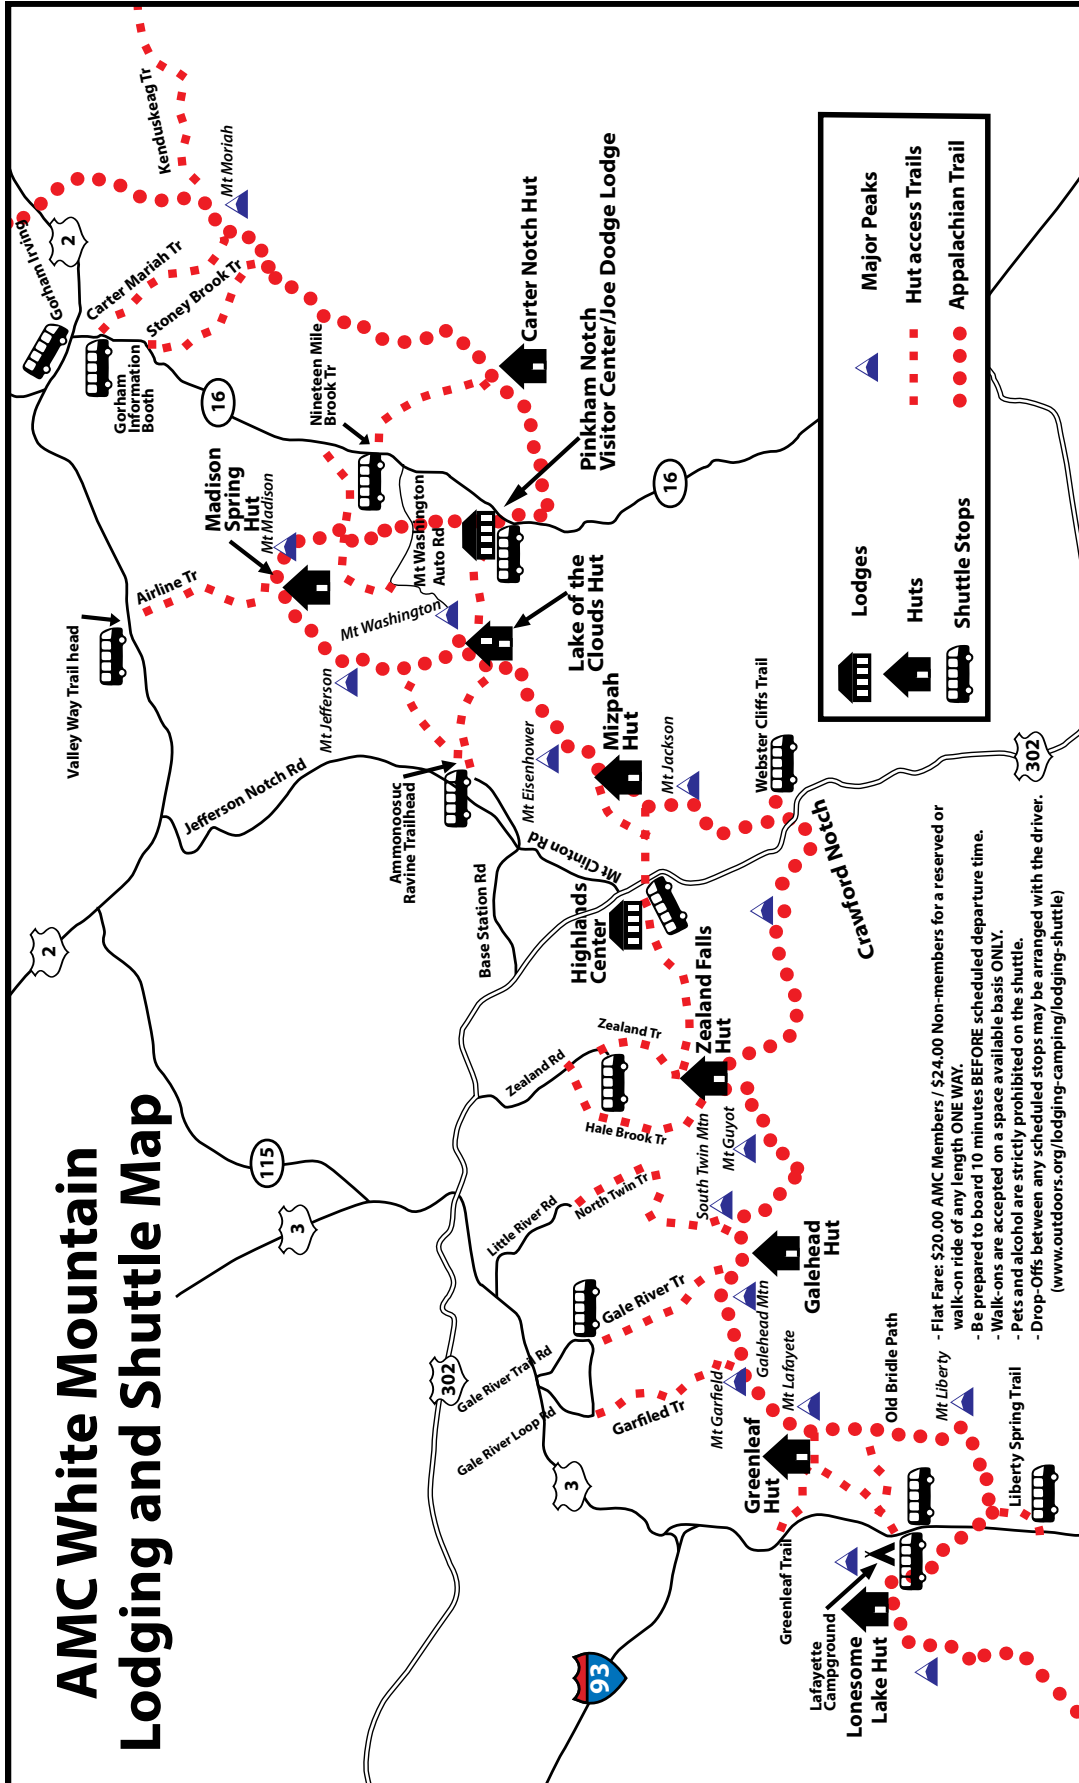 AMC White Mountain
Lodging and Shuttle Map
Kenduskeag Tr
Mt Moriah
Gorham Irving
2
Carter Mariah Tr
Stoney Brook Tr
Gorham
Information
Booth
16
Nineteen Mile
Brook Tr
Carter Notch Hut
Pinkham Notch
Visitor Center/Joe Dodge Lodge
16
Madison
Spring
Hut
Mt Madison
Airline Tr
Valley Way Trail head
Mt Washington
Auto Rd
Mt Washington
Lake of the
Clouds Hut
Mt Jefferson
Jefferson Notch Rd
Ammonoosuc
Ravine Trailhead
Mt Eisenhower
Mizpah
Hut
Mt Jackson
Webster Cliffs Trail
302
Mt Clinton Rd
Base Station Rd
Highlands
Center
Crawford Notch
2
115
3
Zealand Falls
Hut
Zealand Tr
Zealand Rd
Hale Brook Tr
Mt Guyot
South Twin Mtn
North Twin Tr
Little River Rd
Galehead
Hut
Gale River Tr
Galehead Mtn
Gale River Trail Rd
302
Gale River Loop Rd
Garfiled Tr
Mt Garfield
Mt Lafayete
Greenleaf
Hut
Old Bridle Path
Mt Liberty
Liberty Spring Trail
3
Greenleaf Trail
Lafayette
Campground
Lonesome
Lake Hut
93
Lodges
Huts
Shuttle Stops
Major Peaks
Hut access Trails
Appalachian Trail
- Flat Fare: $20.00 AMC Members / $24.00 Non-members for a reserved or
walk-on ride of any length ONE WAY.
- Be prepared to board 10 minutes BEFORE scheduled departure time.
- Walk-ons are accepted on a space available basis ONLY.
- Pets and alcohol are strictly prohibited on the shuttle.
- Drop-Offs between any scheduled stops may be arranged with the driver.
(www.outdoors.org/lodging-camping/lodging-shuttle)